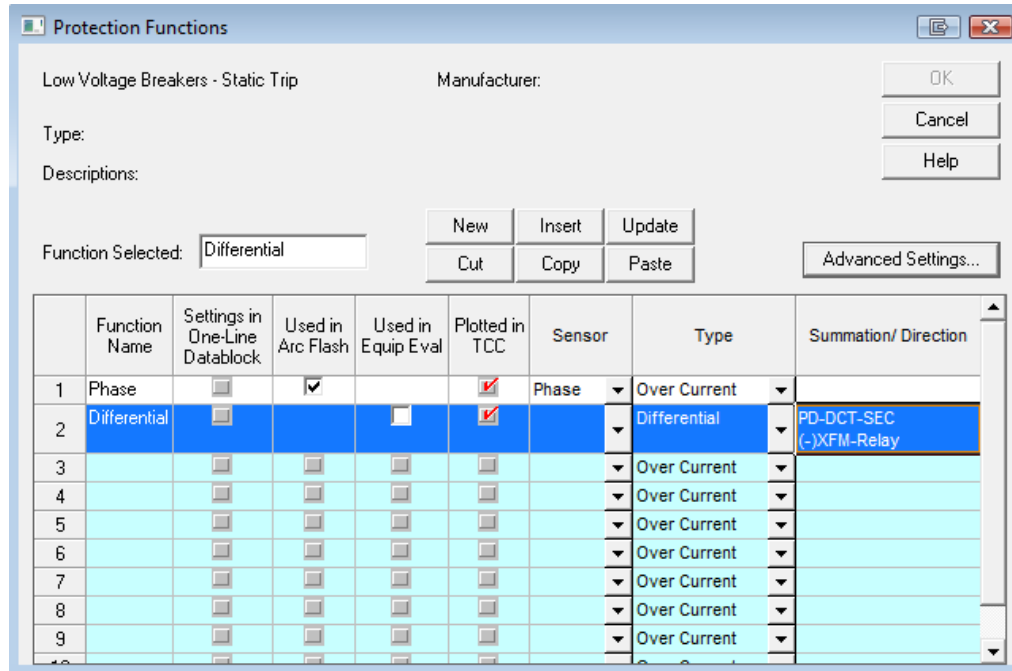 Protection Functions
Low Voltage Breakers - Static Trip
Manufacturer:
OK
Cancel
Type:
Help
Descriptions:
New
Insert
Update
Function Selected:
Differential
Cut
Copy
Paste
Advanced Settings...
Function
Name
Settings in
One-Line
Datablock
Used in
Arc Flash
Used in
Equip Eval
Plotted in
TCC
Sensor
Type
Summation/ Direction
1 Phase Phase Over Current
2 Differential Differential PD-DCT-SEC
(-)XFM-Relay
3 Over Current
4 Over Current
5 Over Current
6 Over Current
7 Over Current
8 Over Current
9 Over Current